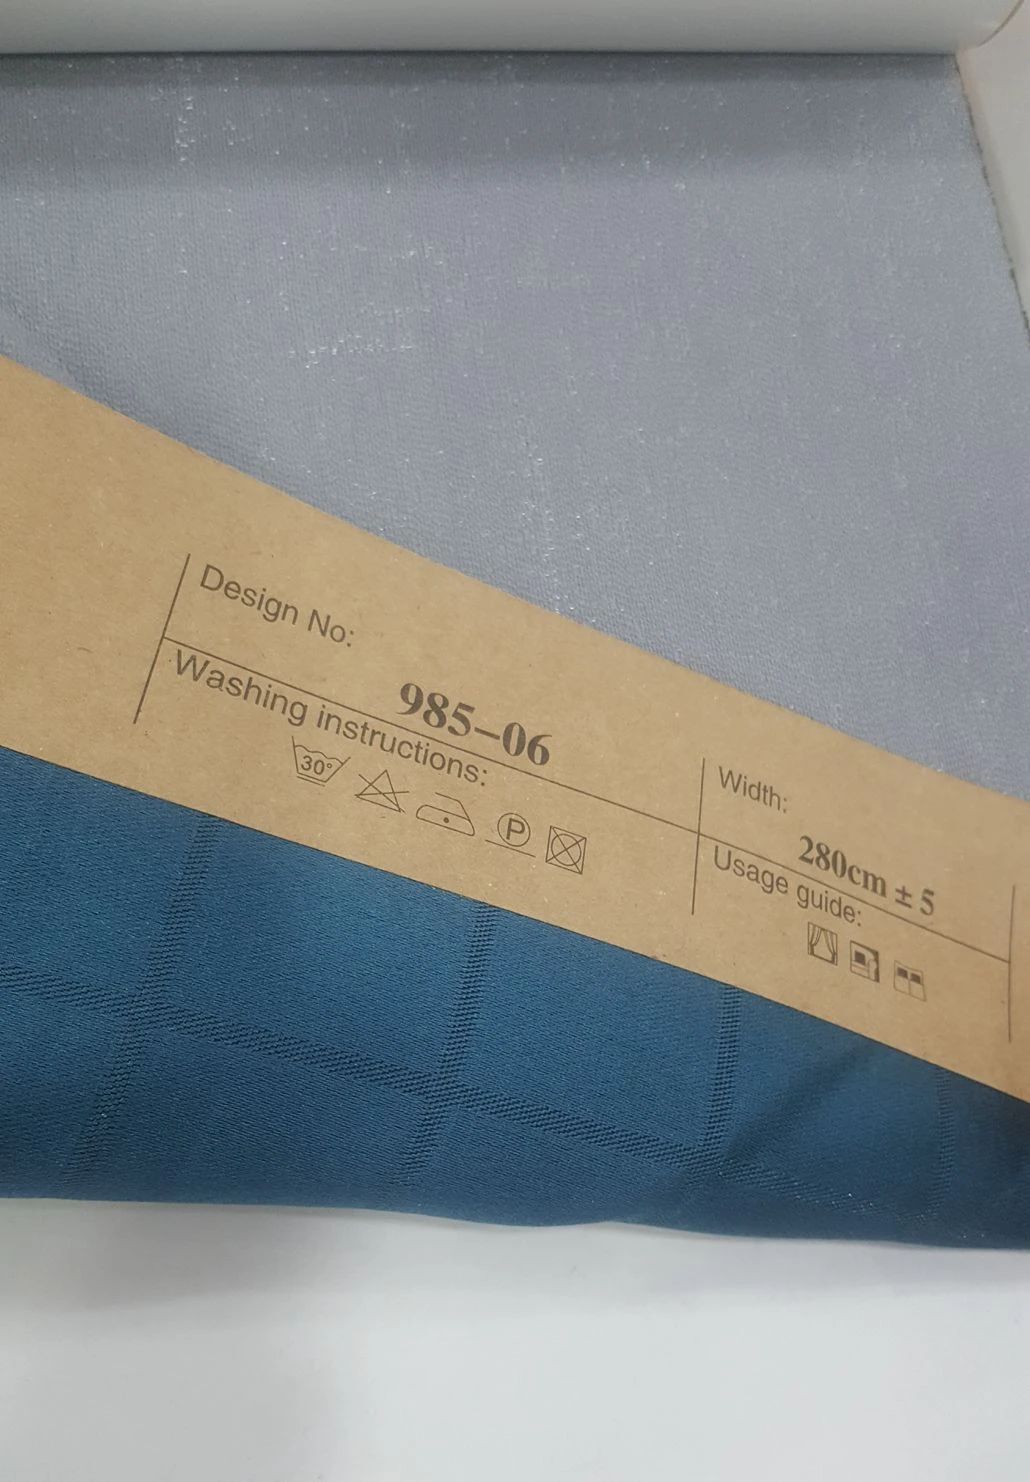 Design No:
985-06
Washing instructions:
30°
P
Width:
280cm ± 5
Usage guide: